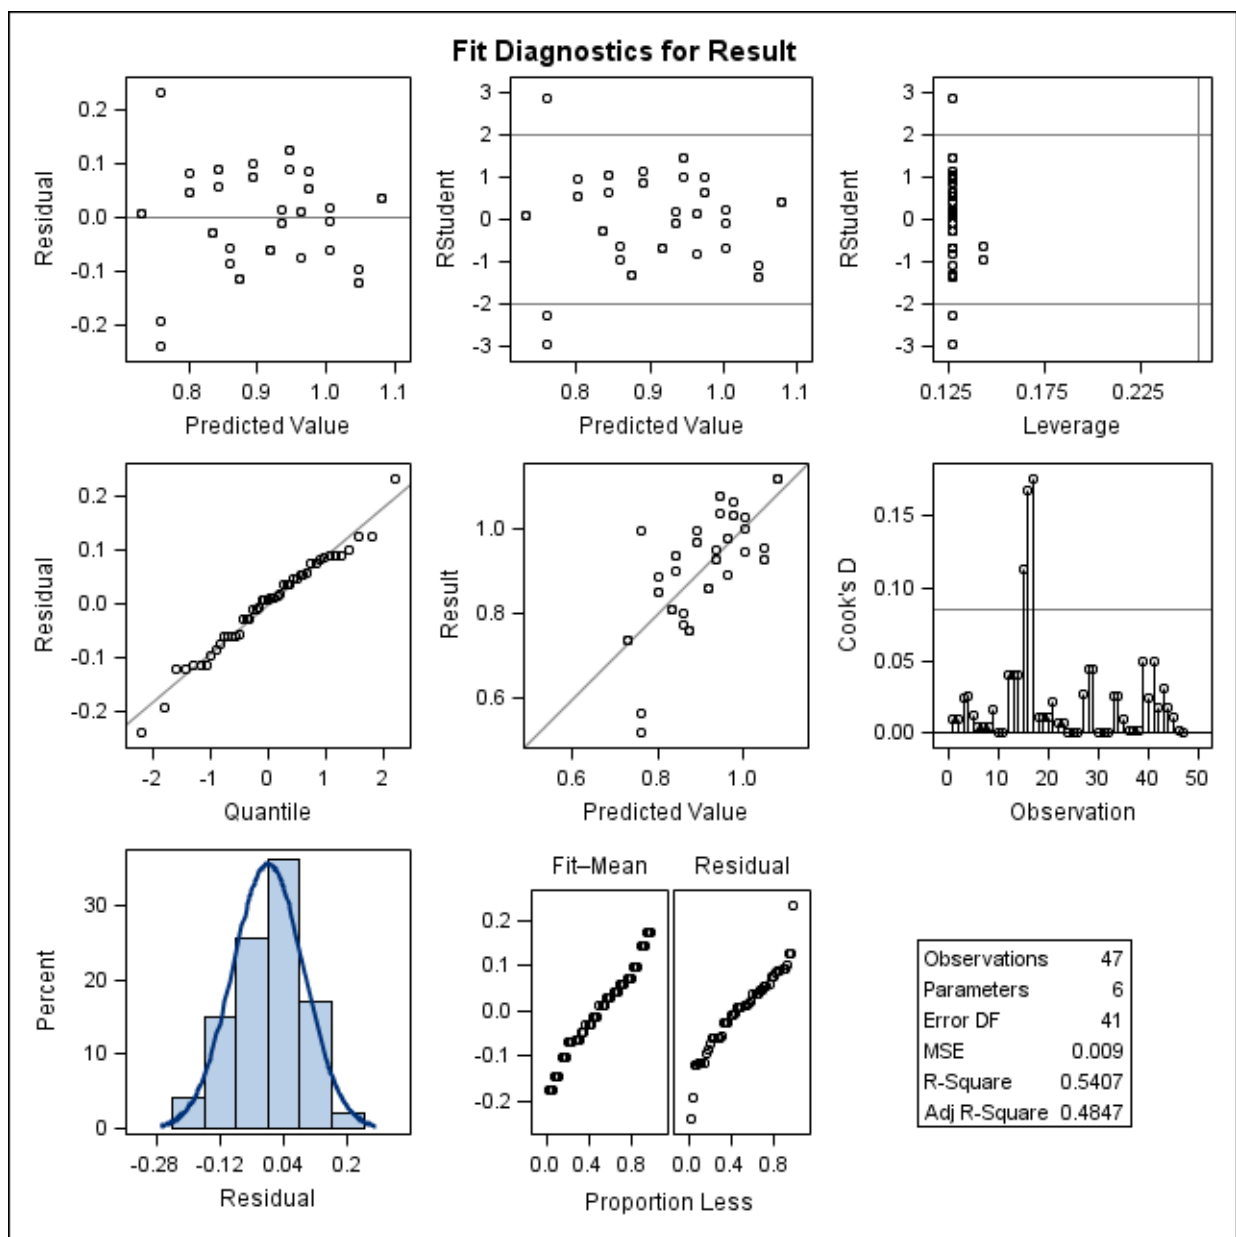 Fit Diagnostics for Result
Residual
0.2
0.1
0.0
-0.1
-0.2
0.8 0.9 1.0 1.1
Predicted Value
RStudent
3
2
1
0
-1
-2
-3
0.8 0.9 1.0 1.1
Predicted Value
RStudent
3
2
1
0
-1
-2
-3
0.125 0.175 0.225
Leverage
Residual
0.2
0.1
0.0
-0.1
-0.2
-2 -1 0 1 2
Quantile
Result
1.0
0.8
0.6
0.6 0.8 1.0
Predicted Value
Cook's D
0.15
0.10
0.05
0.00
0 10 20 30 40 50
Observation
Percent
30
20
10
0
-0.28 -0.12 0.04 0.2
Residual
Fit–Mean Residual
0.2
0.1
0.0
-0.1
-0.2
0.0 0.4 0.8 0.0 0.4 0.8
Proportion Less
Observations 47
Parameters 6
Error DF 41
MSE 0.009
R-Square 0.5407
Adj R-Square 0.4847